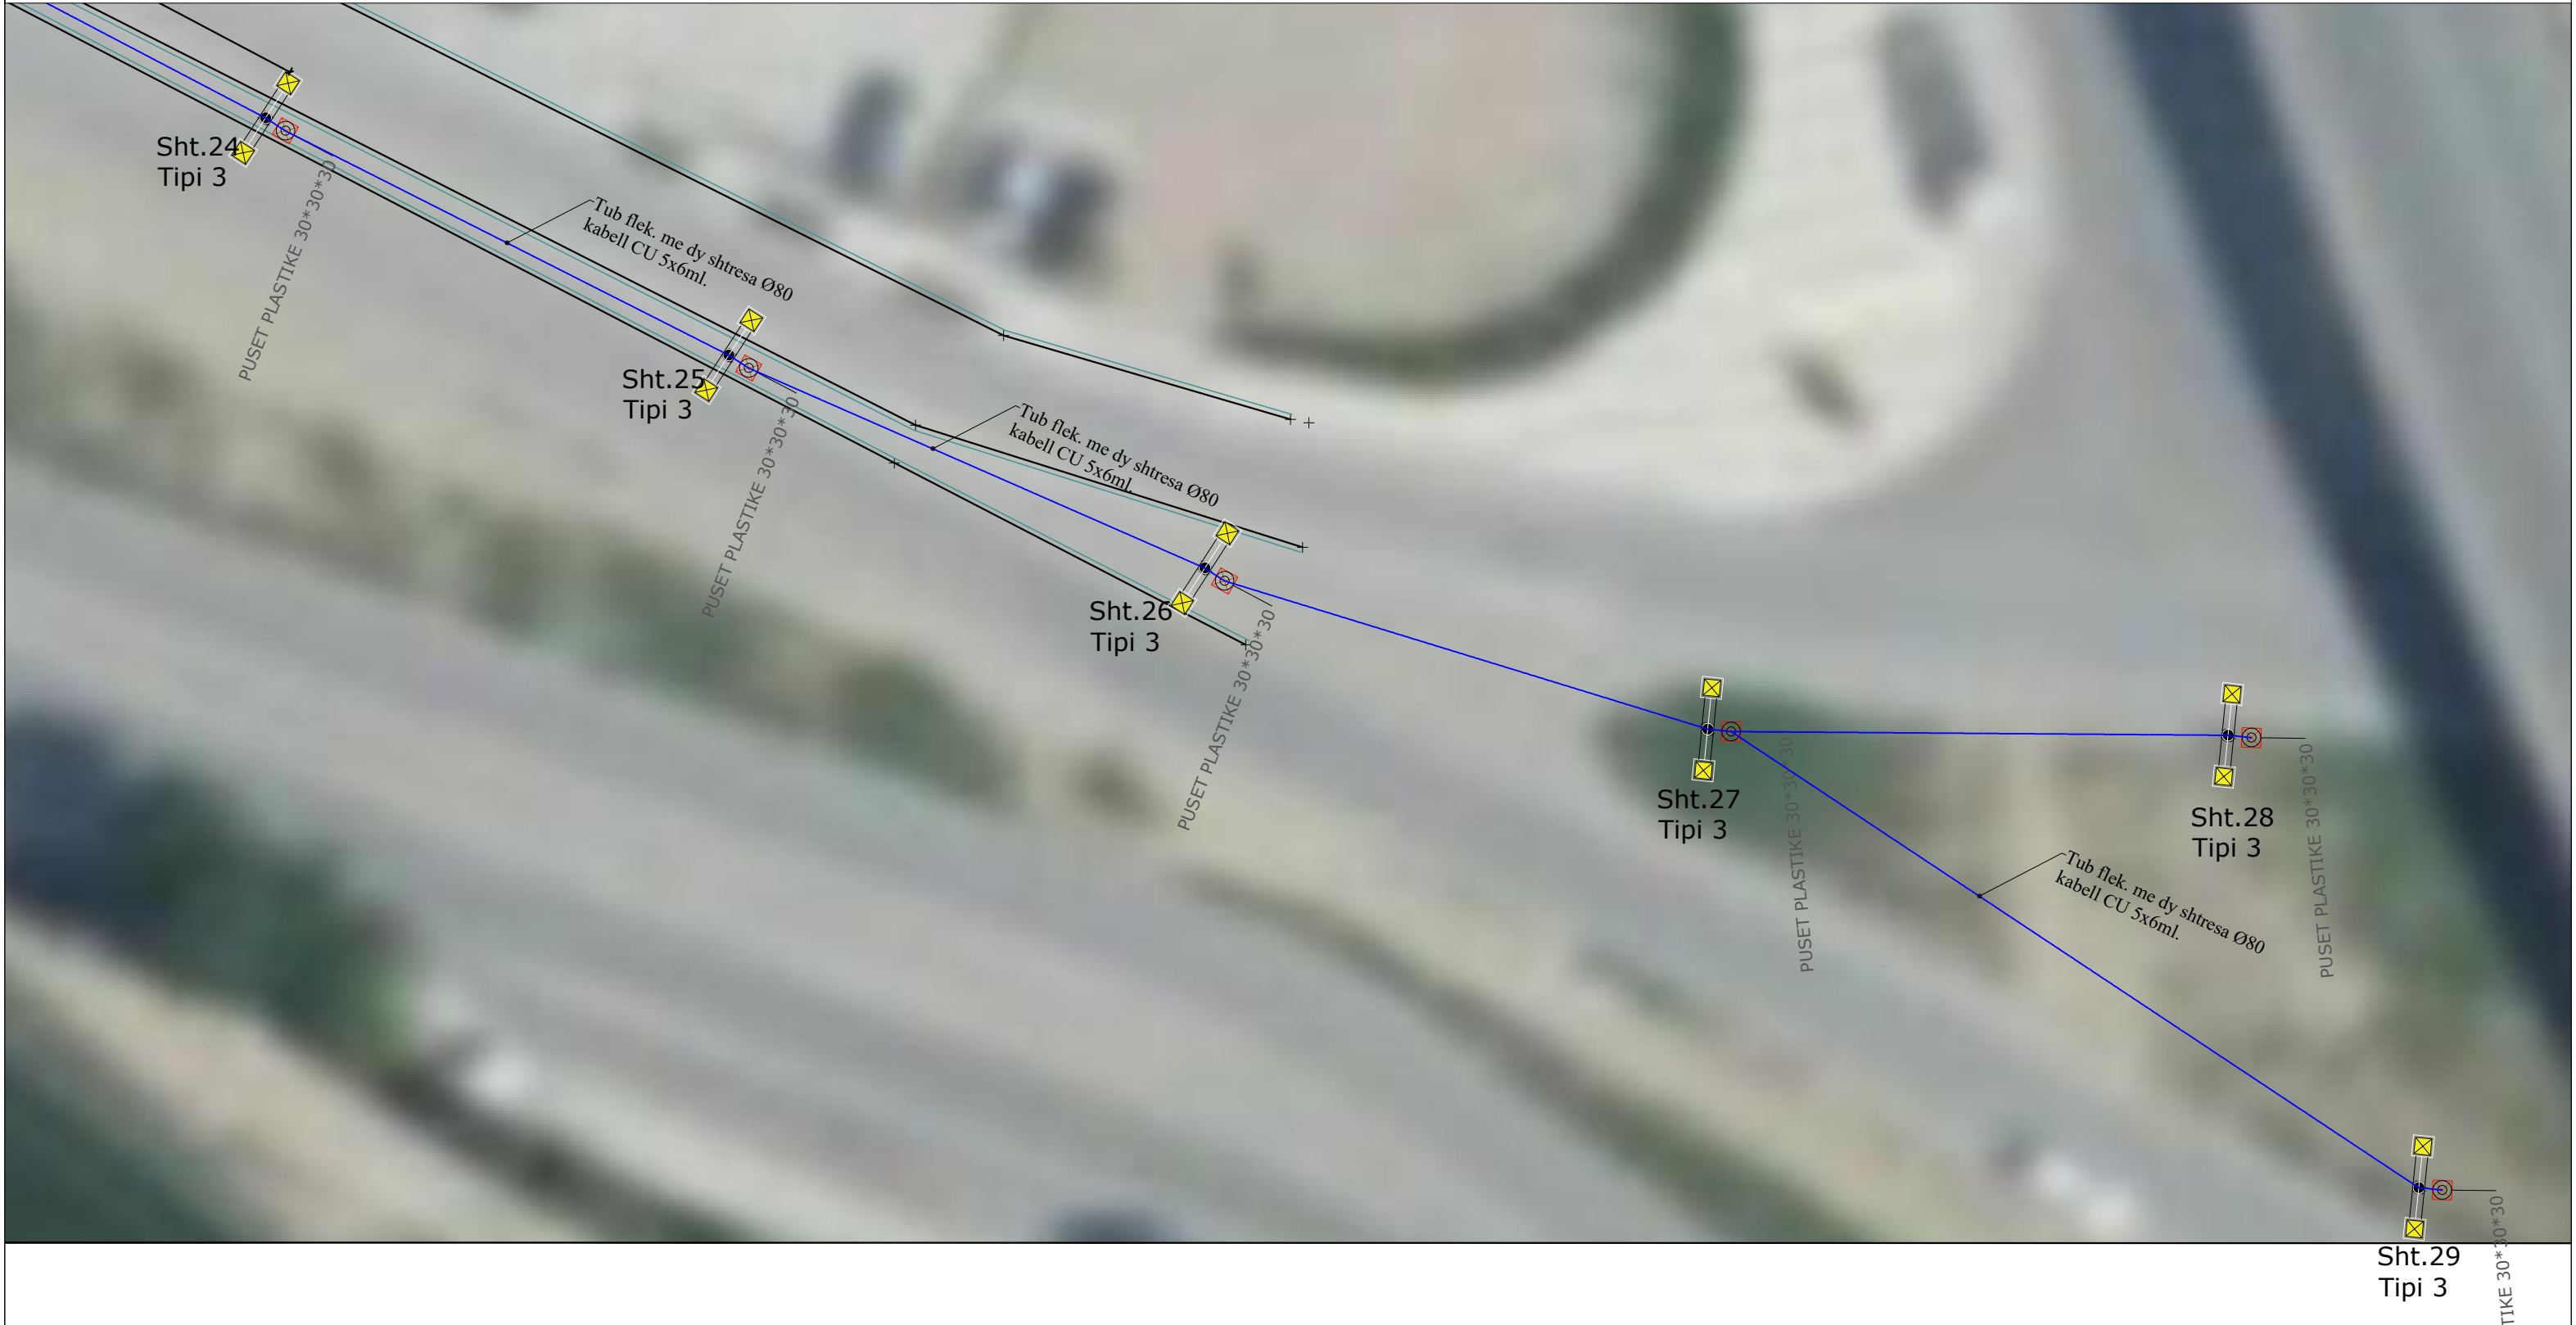 Sht.24
Tipi 3
PUSET PLASTIKE 30*30*30
Tub flek. me dy shtresa Ø80
kabell CU 5x6ml.
Sht.25
Tipi 3
PUSET PLASTIKE 30*30*30
Tub flek. me dy shtresa Ø80
kabell CU 5x6ml.
Sht.26
Tipi 3
PUSET PLASTIKE 30*30*30
Sht.27
Tipi 3
PUSET PLASTIKE 30*30*30
Sht.28
Tipi 3
PUSET PLASTIKE 30*30*30
Tub flek. me dy shtresa Ø80
kabell CU 5x6ml.
Sht.29
Tipi 3
TIKE 30*30*30